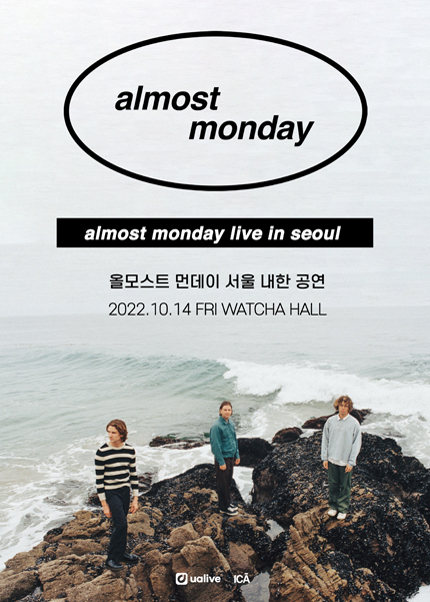 almost
monday
almost monday live in seoul
올모스트 먼데이 서울 내한 공연
2022.10.14 FRI WATCHA HALL
ualive ICĀ